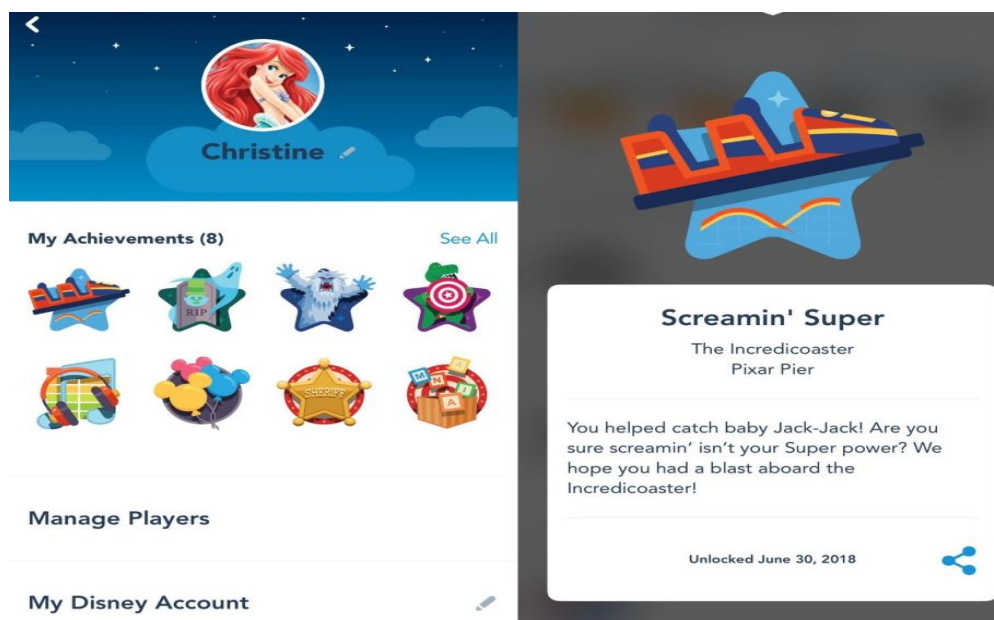 Christine
My Achievements (8)
See All
RIP
SHERIFF
A
M N I A
A
Manage Players
My Disney Account
Screamin' Super
The Incredicoaster
Pixar Pier
You helped catch baby Jack-Jack! Are you
sure screamin' isn't your Super power? We
hope you had a blast aboard the
Incredicoaster!
Unlocked June 30, 2018